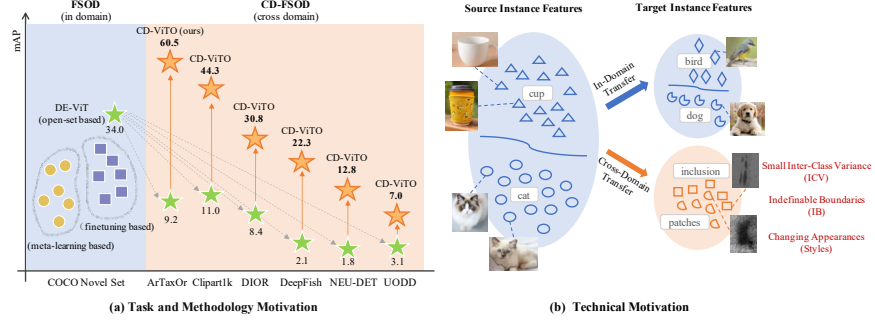 FSOD
(in domain)
CD-FSOD
(cross domain)
mAP
CD-ViTO (ours)
60.5
CD-ViTO
44.3
CD-ViTO
30.8
CD-ViTO
22.3
CD-ViTO
12.8
CD-ViTO
7.0
DE-ViT
(open-set based)
34.0
9.2
11.0
8.4
2.1
1.8
3.1
(finetuning based)
(meta-learning based)
COCO Novel Set
ArTaxOr
Clipart1k
DIOR
DeepFish
NEU-DET
UODD
(a) Task and Methodology Motivation
Source Instance Features
Target Instance Features
cup
cat
In-Domain
Transfer
Cross-Domain
Transfer
bird
dog
inclusion
patches
Small Inter-Class Variance
(ICV)
Indefinable Boundaries
(IB)
Changing Appearances
(Styles)
(b) Technical Motivation